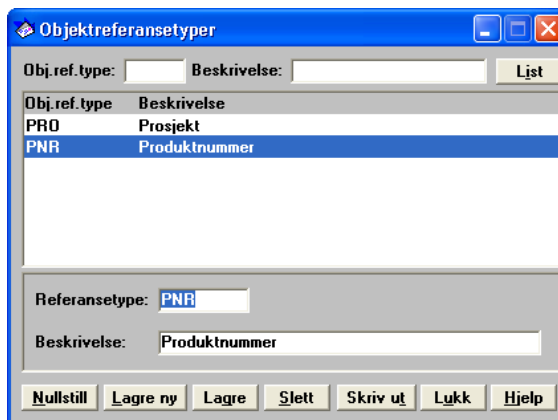 Objektreferansetyper
Obj.ref.type: Beskrivelse: List
Obj.ref.type Beskrivelse
PRO Prosjekt
PNR Produktnummer
Referansetype: PNR
Beskrivelse: Produktnummer
Nullstill Lagre ny Lagre Slett Skriv ut Lukk Hjelp